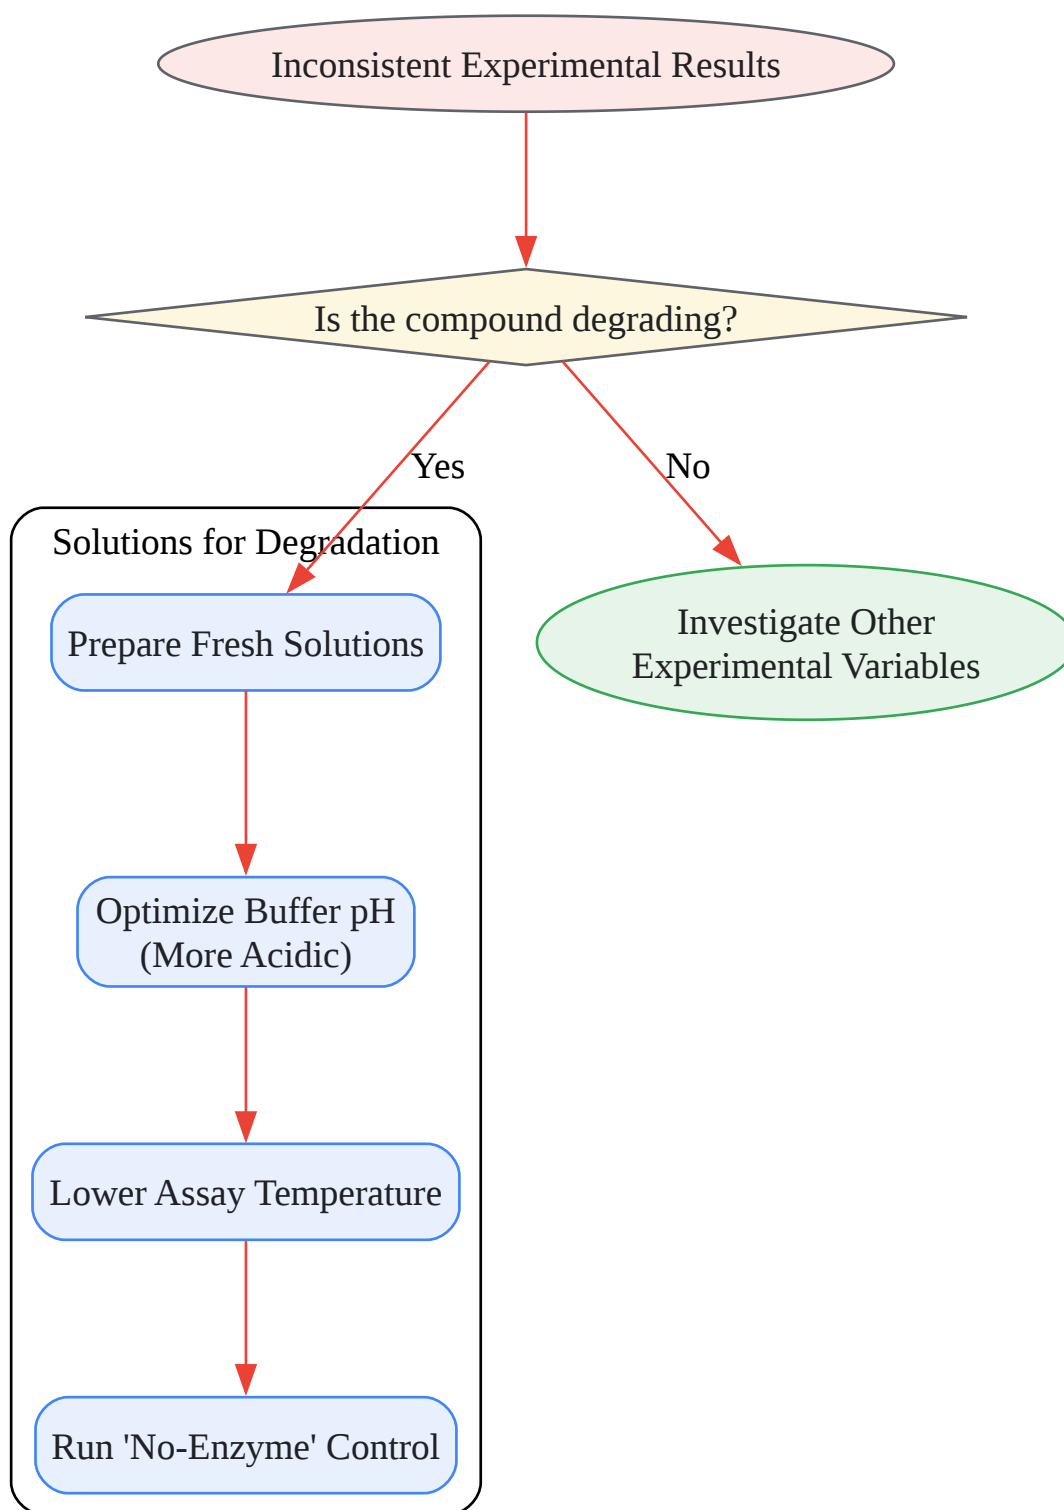 Inconsistent Experimental Results
Is the compound degrading?
Yes
No
Solutions for Degradation
Prepare Fresh Solutions
Investigate Other
Experimental Variables
Optimize Buffer pH
(More Acidic)
Lower Assay Temperature
Run 'No-Enzyme' Control